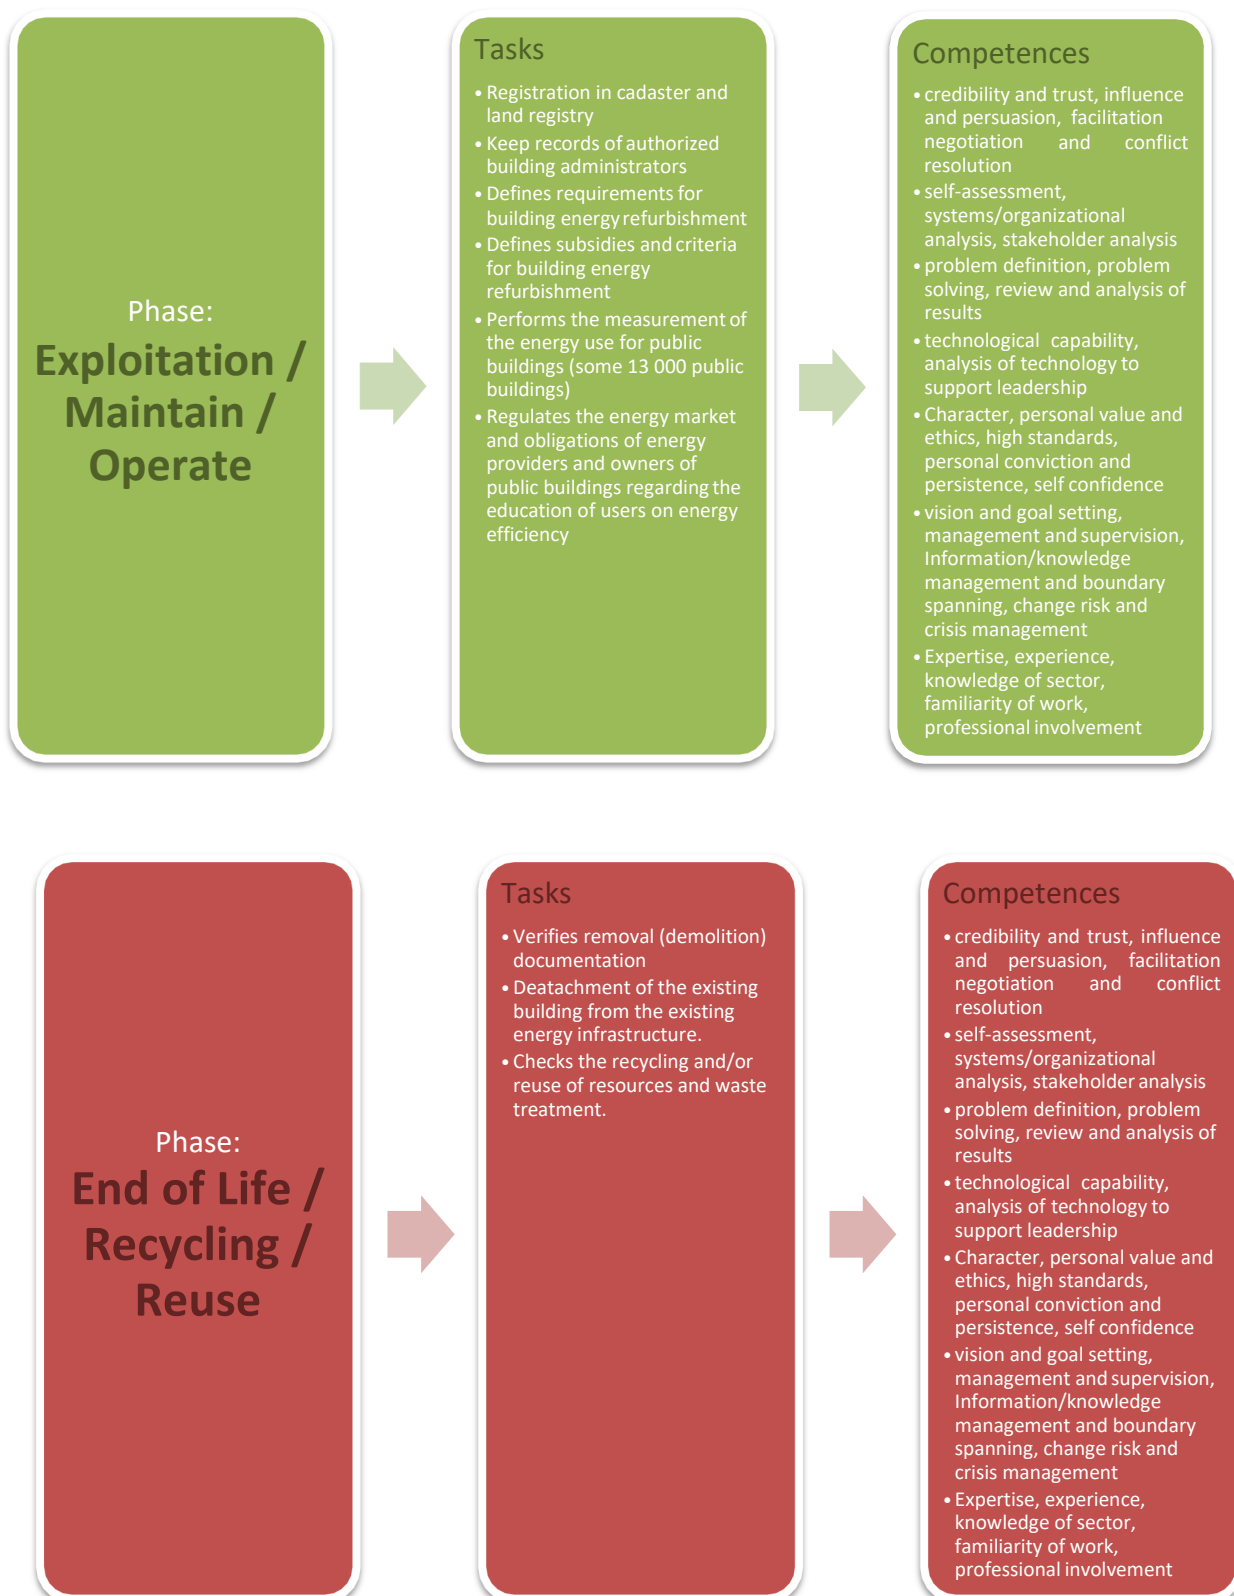 Phase:
Exploitation /
Maintain /
Operate
Tasks
• Registration in cadaster and
land registry
• Keep records of authorized
building administrators
• Defines requirements for
building energy refurbishment
• Defines subsidies and criteria
for building energy
refurbishment
• Performs the measurement of
the energy use for public
buildings (some 13 000 public
buildings)
• Regulates the energy market
and obligations of energy
providers and owners of
public buildings regarding the
education of users on energy
efficiency
Competences
• credibility and trust, influence
and persuasion, facilitation
negotiation and conflict
resolution
• self-assessment,
systems/organizational
analysis, stakeholder analysis
• problem definition, problem
solving, review and analysis of
results
• technological capability,
analysis of technology to
support leadership
• Character, personal value and
ethics, high standards,
personal conviction and
persistence, self confidence
• vision and goal setting,
management and supervision,
Information/knowledge
management and boundary
spanning, change risk and
crisis management
• Expertise, experience,
knowledge of sector,
familiarity of work,
professional involvement
Phase:
End of Life /
Recycling /
Reuse
Tasks
• Verifies removal (demolition)
documentation
• Deatachment of the existing
building from the existing
energy infrastructure.
• Checks the recycling and/or
reuse of resources and waste
treatment.
Competences
• credibility and trust, influence
and persuasion, facilitation
negotiation and conflict
resolution
• self-assessment,
systems/organizational
analysis, stakeholder analysis
• problem definition, problem
solving, review and analysis of
results
• technological capability,
analysis of technology to
support leadership
• Character, personal value and
ethics, high standards,
personal conviction and
persistence, self confidence
• vision and goal setting,
management and supervision,
Information/knowledge
management and boundary
spanning, change risk and
crisis management
• Expertise, experience,
knowledge of sector,
familiarity of work,
professional involvement